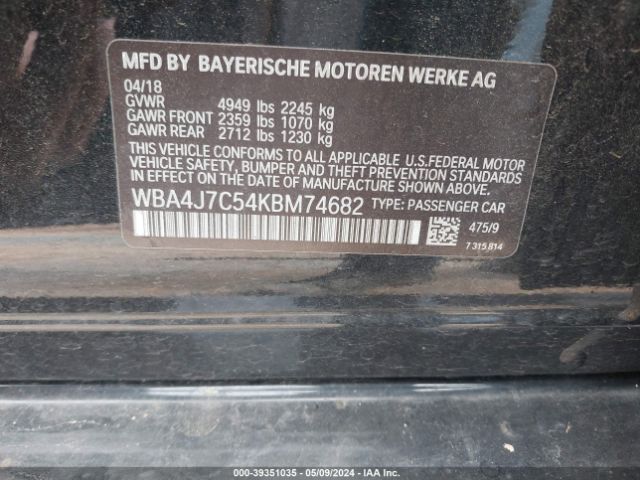 MFD BY BAYERISCHE MOTOREN WERKE AG
04/18
GVWR 4949 lbs 2245 kg
GAWR FRONT 2359 lbs 1070 kg
GAWR REAR 2712 lbs 1230 kg
THIS VEHICLE CONFORMS TO ALL APPLICABLE U.S.FEDERAL MOTOR
VEHICLE SAFETY, BUMPER AND THEFT PREVENTION STANDARDS
IN EFFECT ON THE DATE OF MANUFACTURE SHOWN ABOVE.
WBA4J7C54KBM74682 TYPE: PASSENGER CAR
475/9
7 315 814
000-39351035 - 05/09/2024 - IAA Inc.